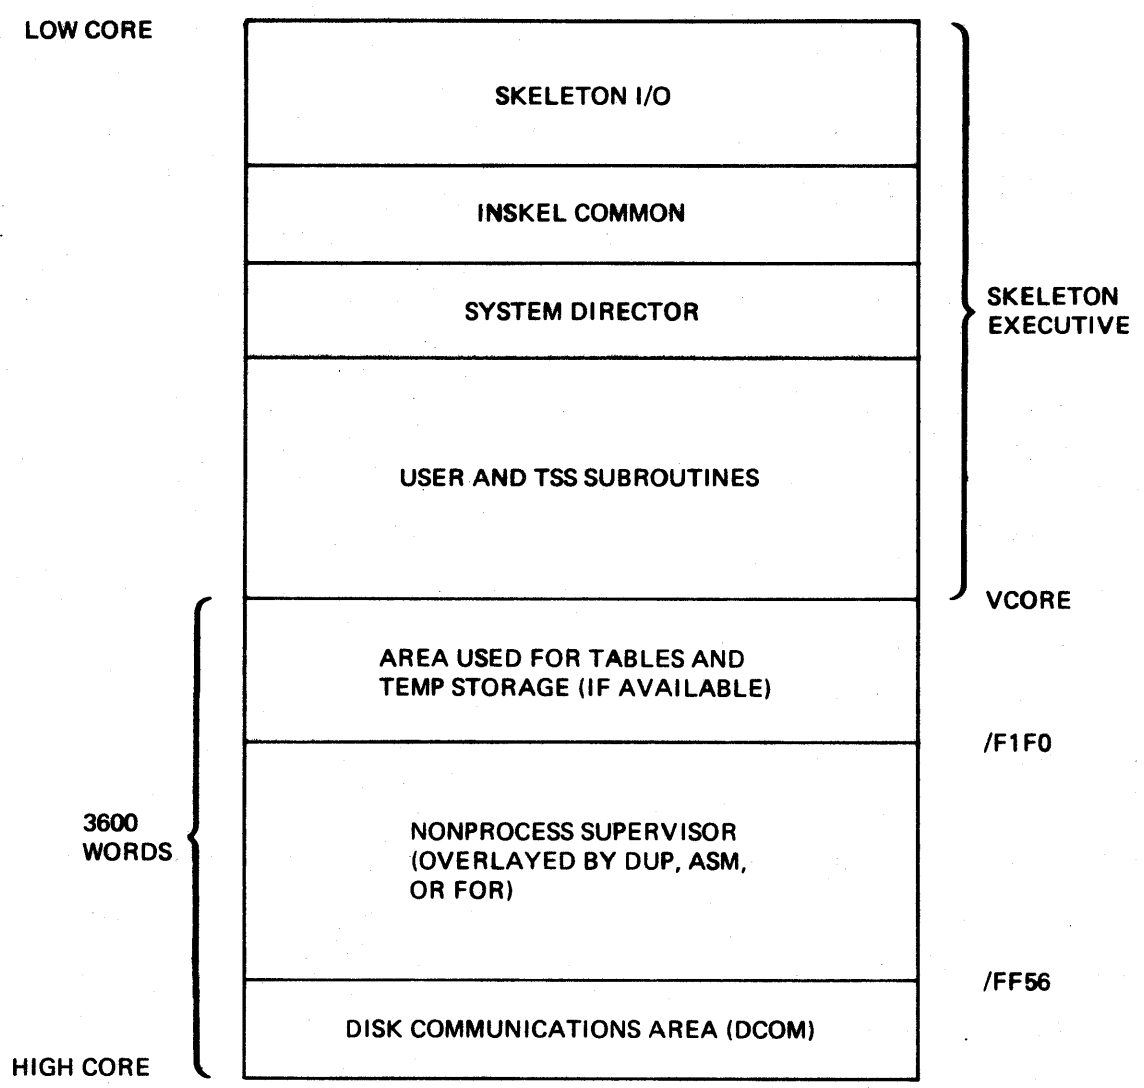 LOW CORE
SKELETON I/O
INSKEL COMMON
SYSTEM DIRECTOR
SKELETON
EXECUTIVE
USER AND TSS SUBROUTINES
VCORE
AREA USED FOR TABLES AND
TEMP STORAGE (IF AVAILABLE)
/F1F0
3600
WORDS
NONPROCESS SUPERVISOR
(OVERLAYED BY DUP, ASM,
OR FOR)
/FF56
DISK COMMUNICATIONS AREA (DCOM)
HIGH CORE